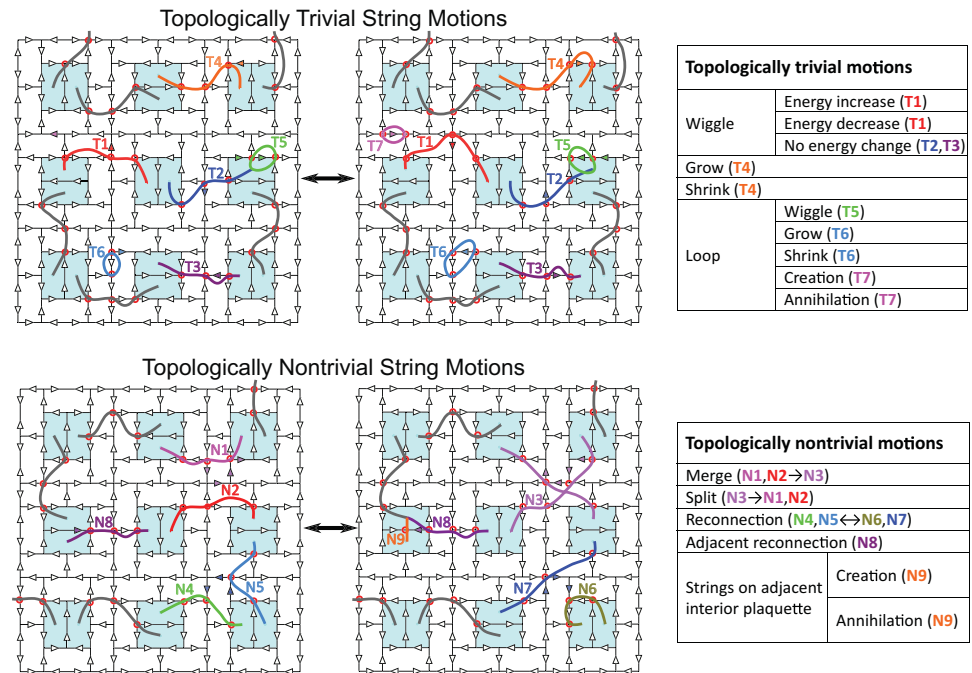 Topologically Trivial String Motions
T4
T1
T5
T2
T6
T3
T4
T7
T1
T5
T2
T6
T3
Topologically trivial motions
Wiggle
Energy increase (T1)
Energy decrease (T1)
No energy change (T2,T3)
Grow (T4)
Shrink (T4)
Loop
Wiggle (T5)
Grow (T6)
Shrink (T6)
Creation (T7)
Annihilation (T7)
Topologically Nontrivial String Motions
N1
N2
N8
N4
N5
N3
N8
N9
N7
N6
Topologically nontrivial motions
Merge (N1,N2→N3)
Split (N3→N1,N2)
Reconnection (N4,N5↔N6,N7)
Adjacent reconnection (N8)
Strings on adjacent
interior plaquette
Creation (N9)
Annihilation (N9)